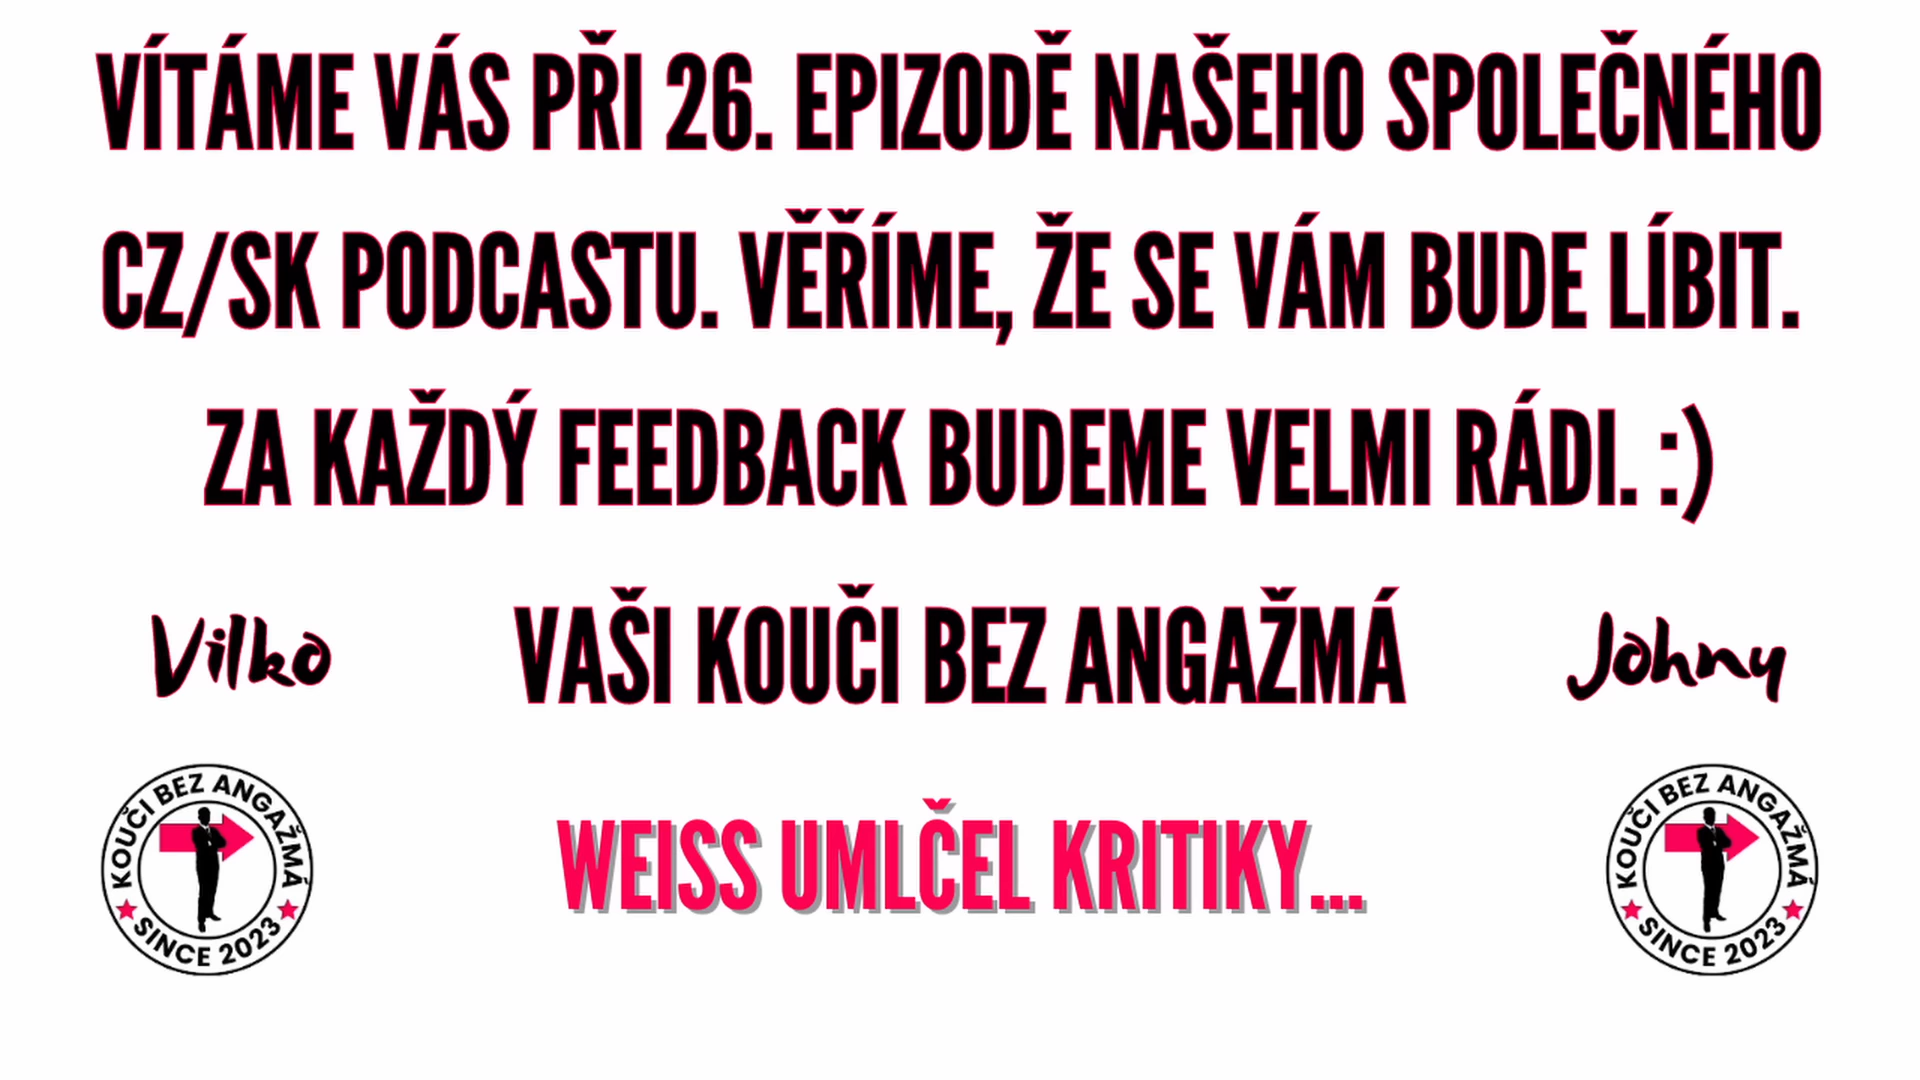 VÍTÁME VÁS PŘI 26. EPIZODĚ NAŠEHO SPOLEČNÉHO
CZ/SK PODCASTU. VĚŘÍME, ŽE SE VÁM BUDE LÍBIT.
ZA KAŽDÝ FEEDBACK BUDEME VELMI RÁDI. :)
Vilko
VAŠI KOUČI BEZ ANGAŽMÁ
Johny
KOUČI BEZ ANGAŽMÁ
SINCE 2023
WEISS UMLČEL KRITIKY...
KOUČI BEZ ANGAŽMÁ
SINCE 2023